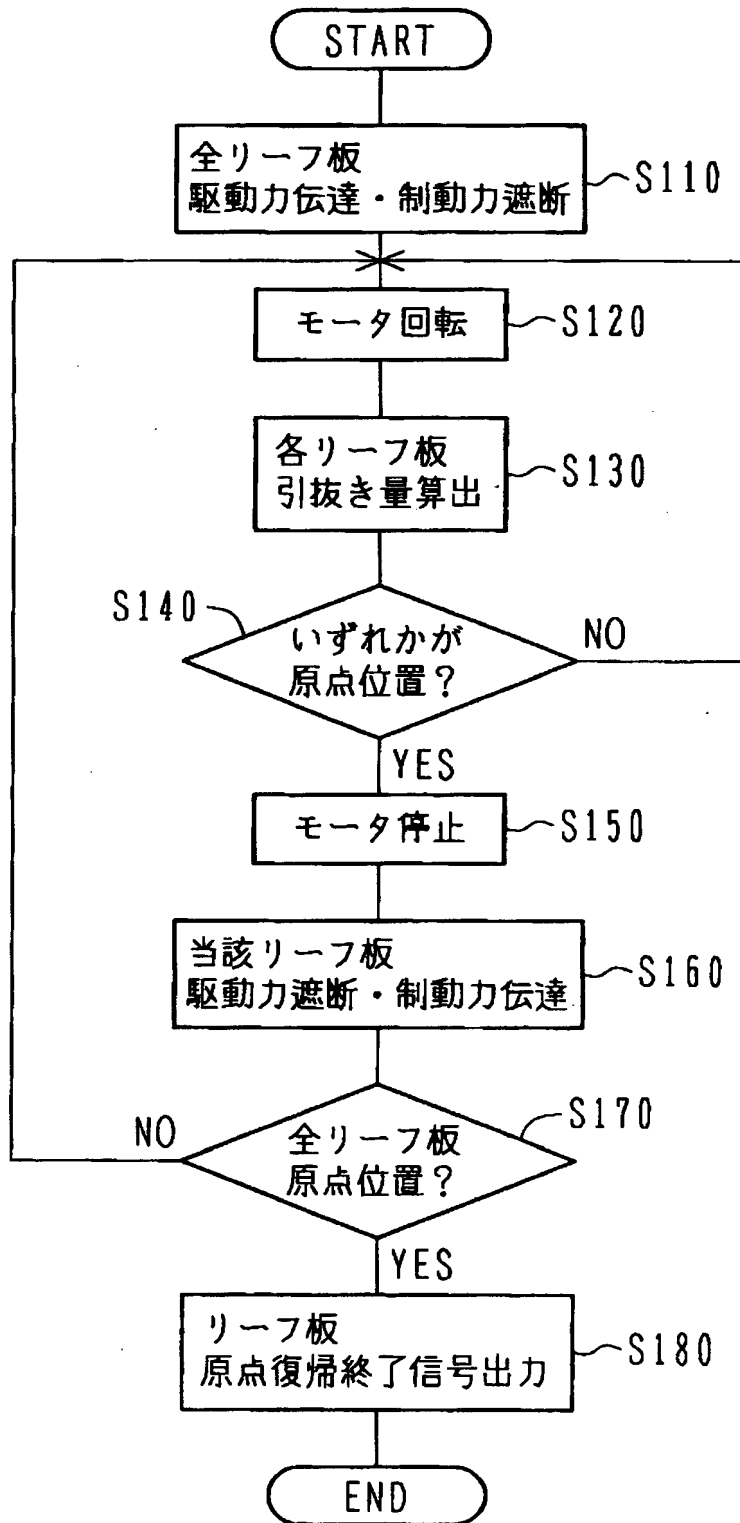 START
全リーフ板
駆動力伝達・制動力遮断
S110
モータ回転
S120
各リーフ板
引抜き量算出
S130
S140
いずれかが
原点位置?
NO
YES
モータ停止
S150
当該リーフ板
駆動力遮断・制動力伝達
S160
S170
NO
全リーフ板
原点位置?
YES
リーフ板
原点復帰終了信号出力
S180
END